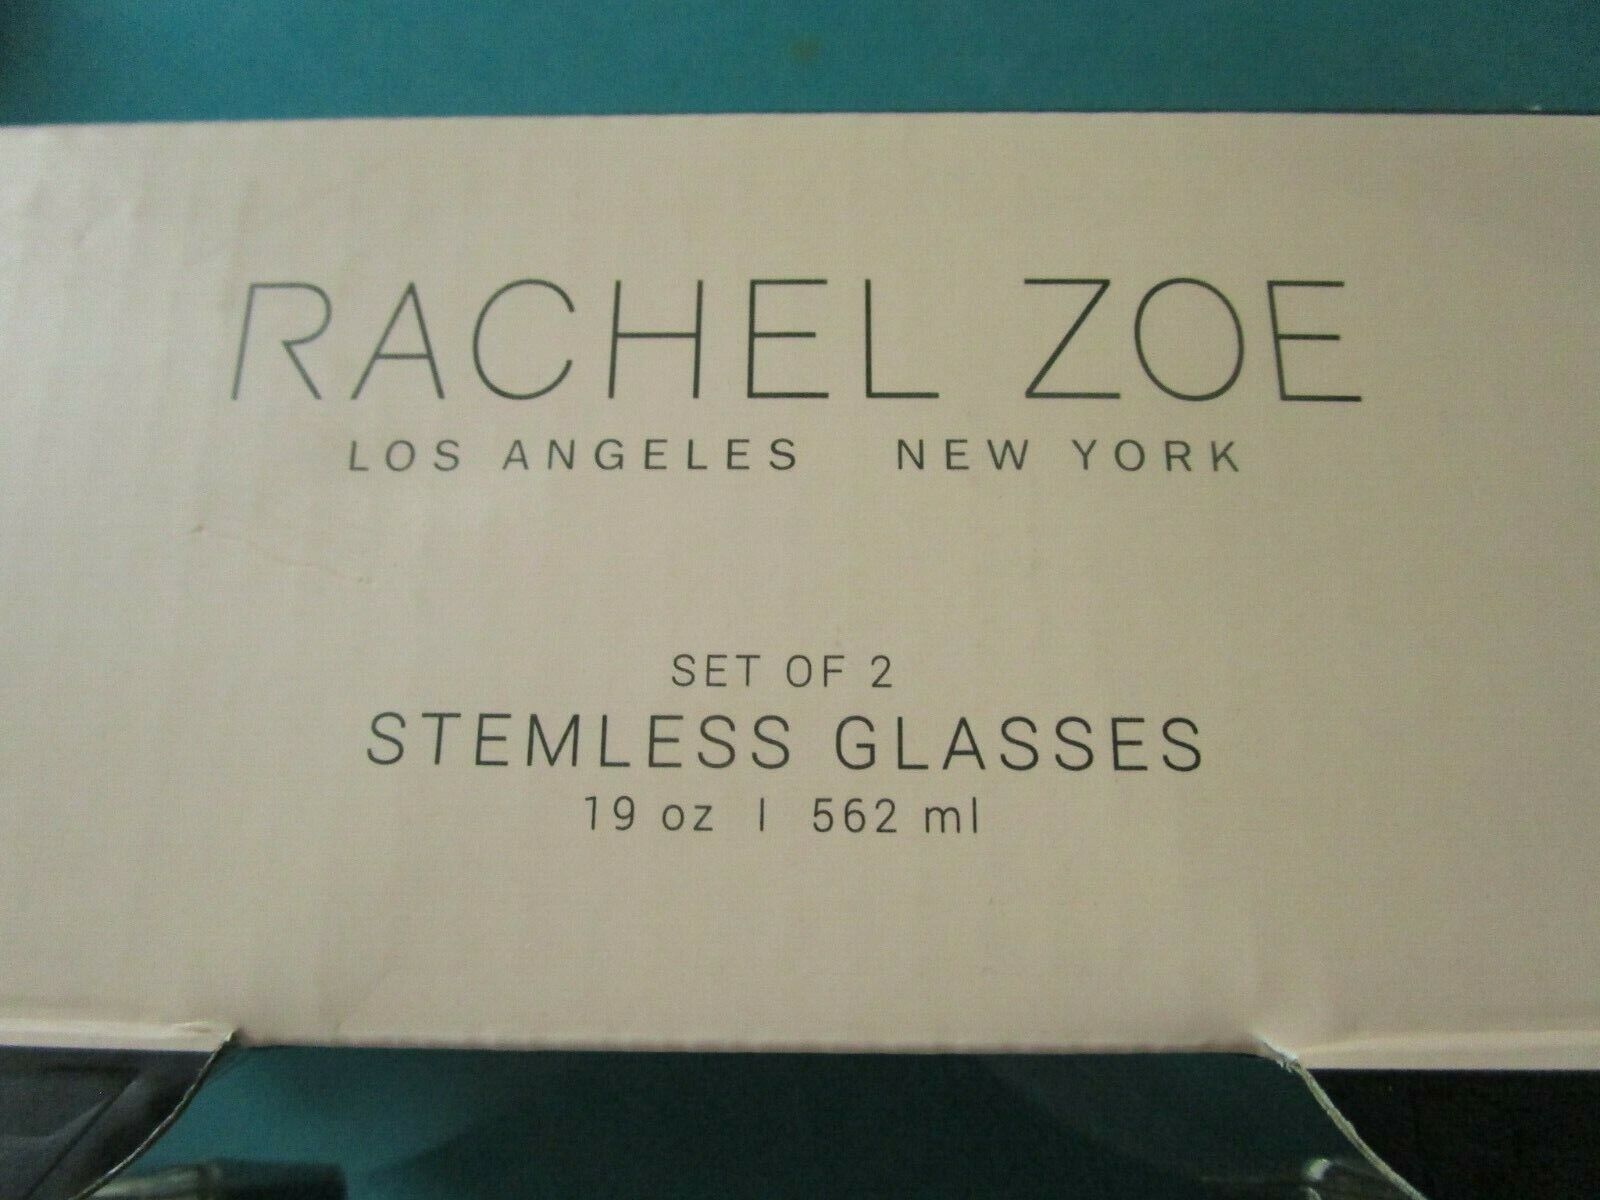 RACHEL ZOE
LOS ANGELES NEW YORK
SET OF 2
STEMLESS GLASSES
19 oz | 562 ml